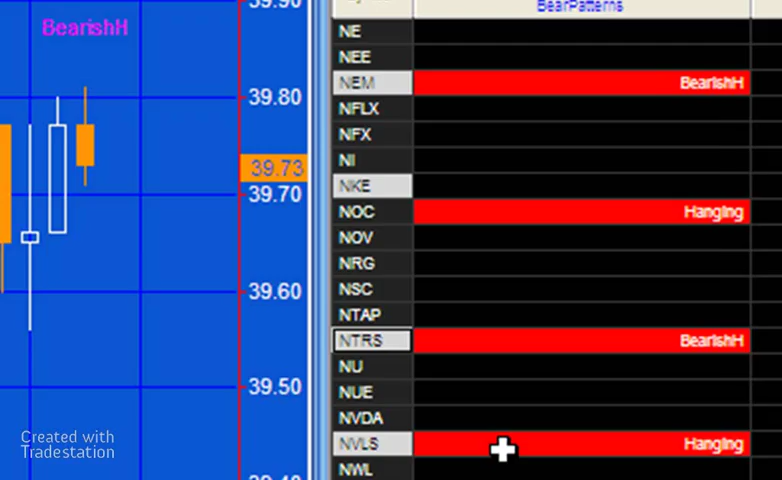 BearishH
39.90
39.80
39.73
39.70
39.60
39.50
Created with
Tradestation
BearPatterns
NE
NEE
NEM BearishH
NFLX
NFX
NI
NKE
NOC Hanging
NOV
NRG
NSC
NTAP
NTRS BearishH
NU
NUE
NVDA
NVLS Hanging
NWL